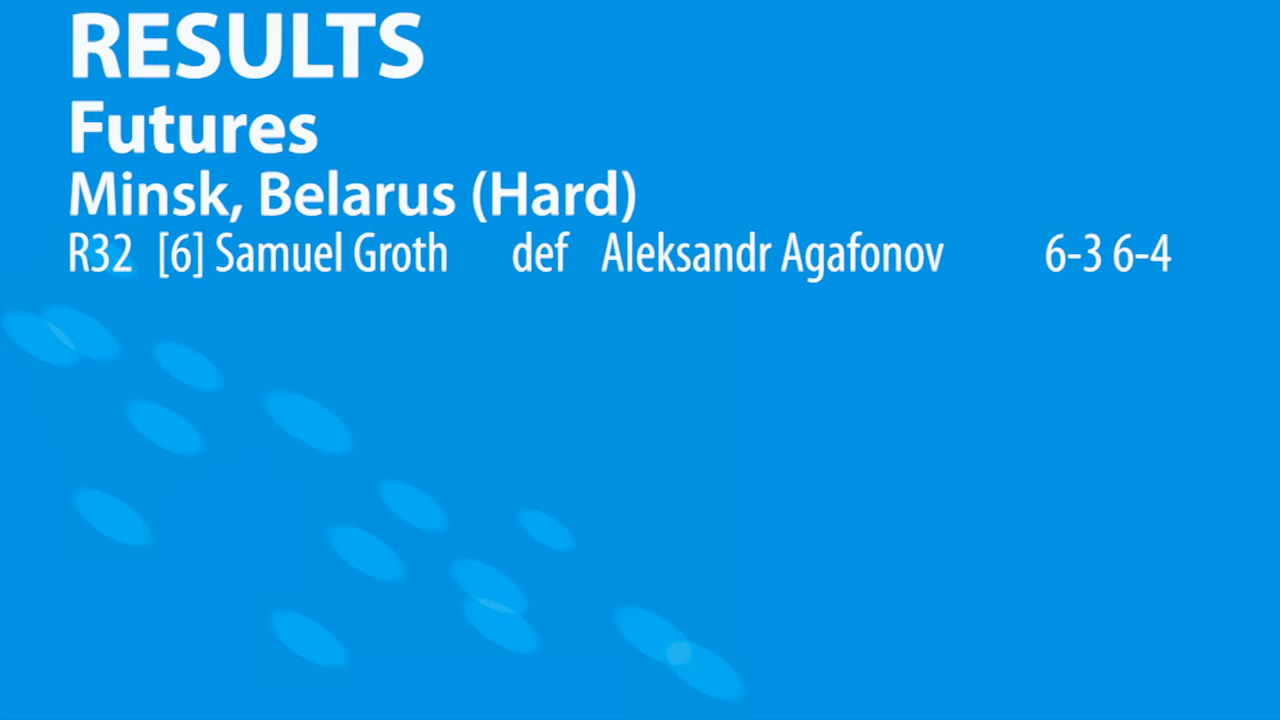 RESULTS
Futures
Minsk, Belarus (Hard)
R32 [6] Samuel Groth def Aleksandr Agafonov 6-3 6-4